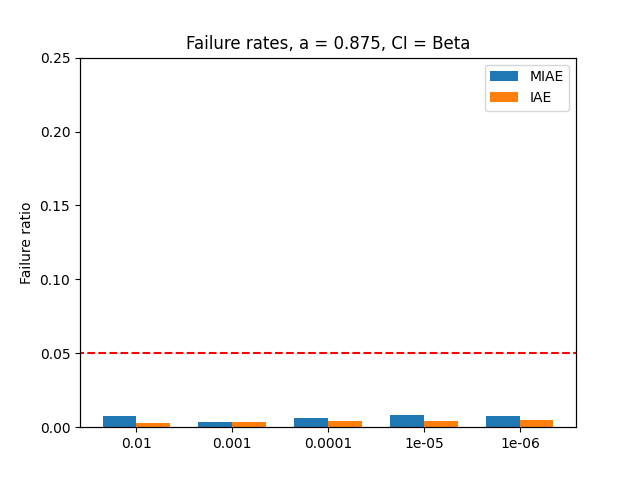 Failure rates, a = 0.875, CI = Beta
MIAE
IAE
Failure ratio
0.25
0.20
0.15
0.10
0.05
0.00
0.01 0.001 0.0001 1e-05 1e-06